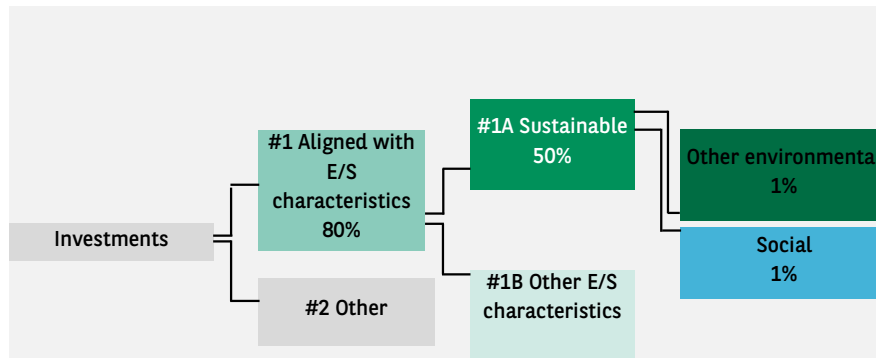 Investments
#1 Aligned with
E/S
characteristics
80%
#2 Other
#1A Sustainable
50%
#1B Other E/S
characteristics
Other environmenta
1%
Social
1%